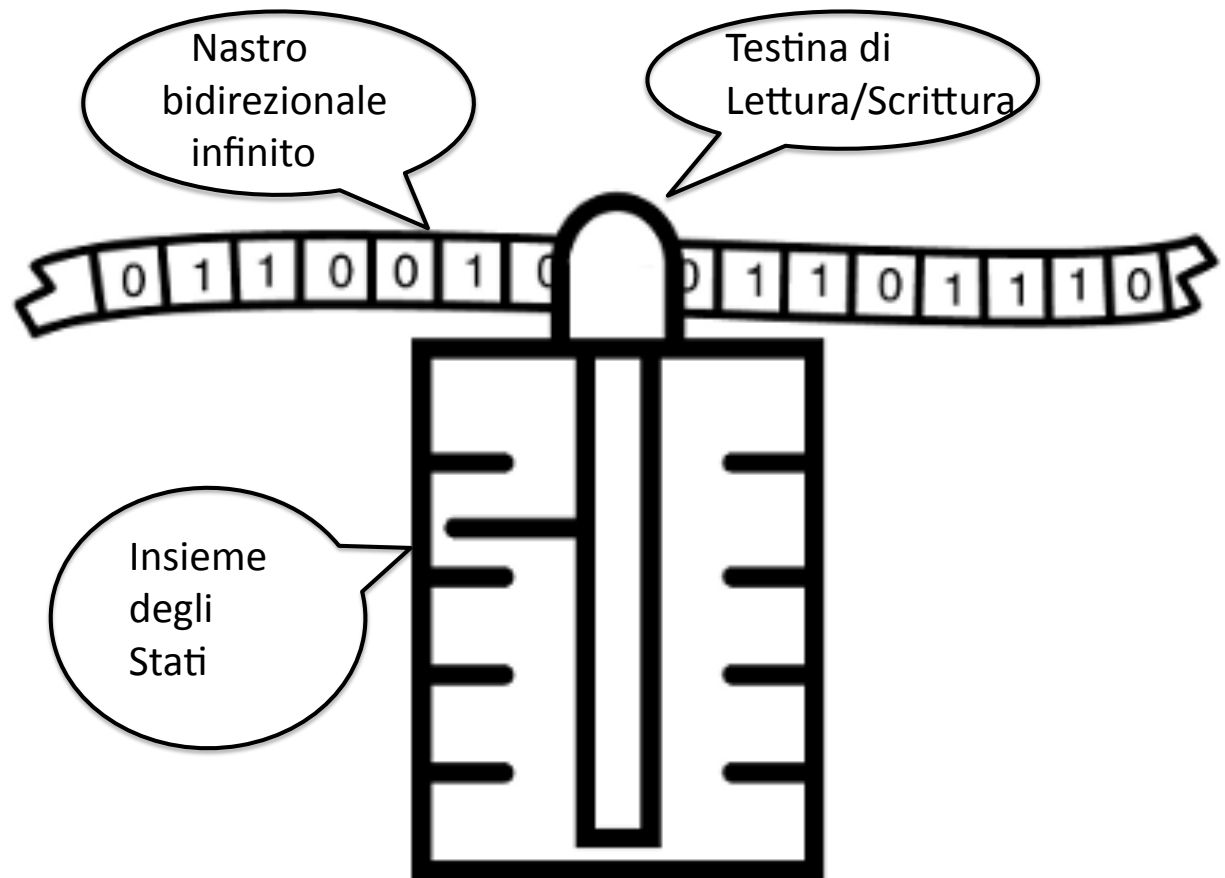 Nastro
bidirezionale
infinito
Testina di
Lettura/Scrittura
0 1 1 0 0 1 0 0 1 1 0 1 1 1 0
Insieme
degli
Stati